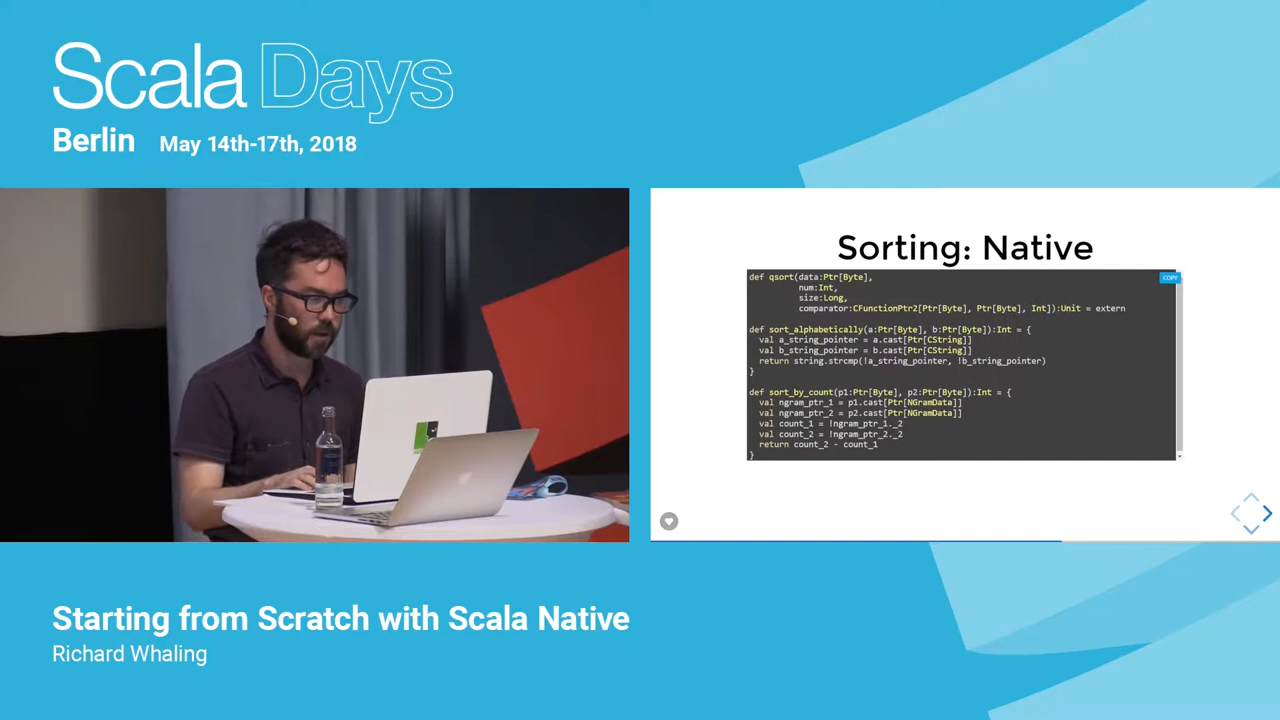 Scala Days
Berlin May 14th-17th, 2018
Sorting: Native
COPY
def qsort(data:Ptr[Byte],
          num:Int,
          size:Long,
          comparator:CFunctionPtr2[Ptr[Byte], Ptr[Byte], Int]):Unit = extern
def sort_alphabetically(a:Ptr[Byte], b:Ptr[Byte]):Int = {
  val a_string_pointer = a.cast[Ptr[CString]]
  val b_string_pointer = b.cast[Ptr[CString]]
  return string.strcmp(!a_string_pointer, !b_string_pointer)
}
def sort_by_count(p1:Ptr[Byte], p2:Ptr[Byte]):Int = {
  val ngram_ptr_1 = p1.cast[Ptr[NGramData]]
  val ngram_ptr_2 = p2.cast[Ptr[NGramData]]
  val count_1 = !ngram_ptr_1._2
  val count_2 = !ngram_ptr_2._2
  return count_2 - count_1
}
Starting from Scratch with Scala Native
Richard Whaling